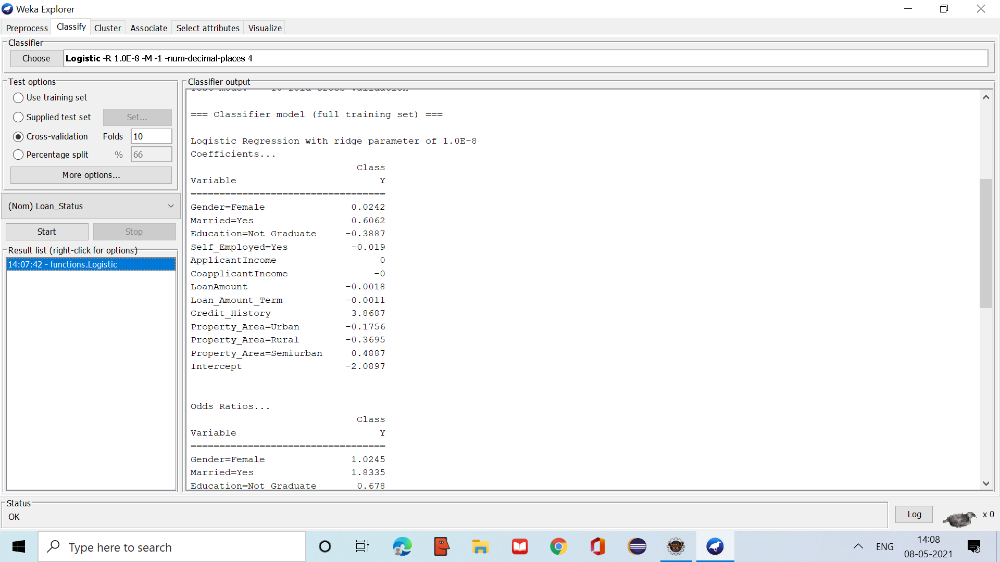 Weka Explorer
Preprocess Classify Cluster Associate Select attributes Visualize
Classifier
Choose Logistic -R 1.0E-8 -M -1 -num-decimal-places 4
Test options
Use training set
Supplied test set Set...
Cross-validation Folds 10
Percentage split % 66
More options...
(Nom) Loan_Status
Start Stop
Result list (right-click for options)
14:07:42 - functions.Logistic
Classifier output
=== Classifier model (full training set) ===
Logistic Regression with ridge parameter of 1.0E-8
Coefficients...
Class
Variable Y
==================================
Gender=Female 0.0242
Married=Yes 0.6062
Education=Not Graduate -0.3887
Self_Employed=Yes -0.019
ApplicantIncome 0
CoapplicantIncome -0
LoanAmount -0.0018
Loan_Amount_Term -0.0011
Credit_History 3.8687
Property_Area=Urban -0.1756
Property_Area=Rural -0.3695
Property_Area=Semiurban 0.4887
Intercept -2.0897
Odds Ratios...
Class
Variable Y
==================================
Gender=Female 1.0245
Married=Yes 1.8335
Education=Not Graduate 0.678
Status
OK
Log x 0
Type here to search
ENG
14:08
08-05-2021